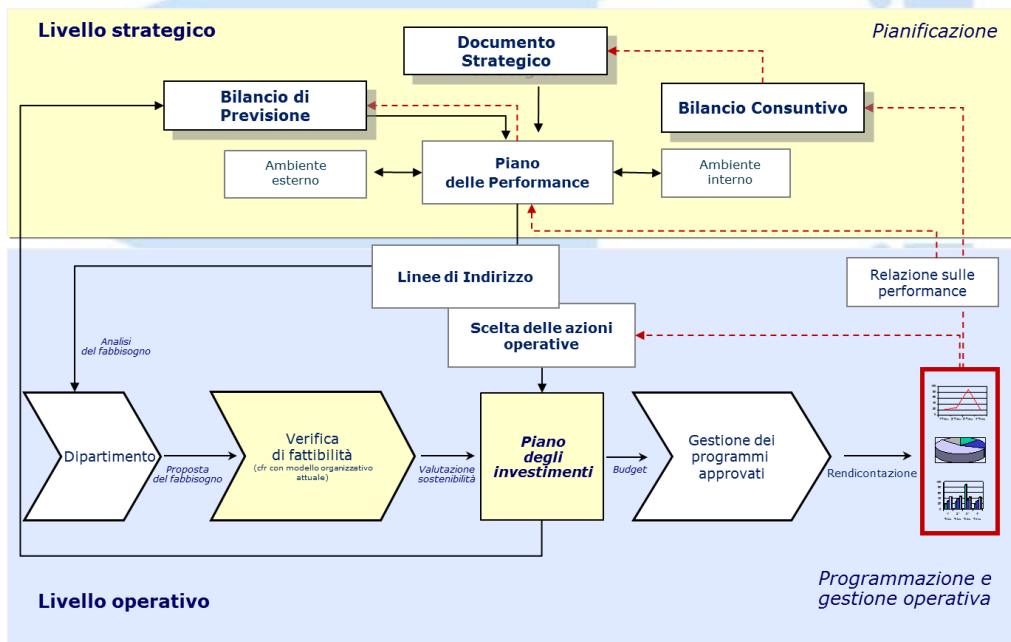 Livello strategico
Pianificazione
Documento
Strategico
Bilancio di
Previsione
Bilancio Consuntivo
Ambiente
esterno
Piano
delle Performance
Ambiente
interno
Linee di Indirizzo
Relazione sulle
performance
Scelta delle azioni
operative
Analisi
del fabbisogno
Dipartimento
Proposta
del fabbisogno
Verifica
di fattibilità
(cfr con modello organizzativo
attuale)
Valutazione
sostenibilità
Piano
degli
investimenti
Budget
Gestione dei
programmi
approvati
Rendicontazione
Programmazione e
gestione operativa
Livello operativo